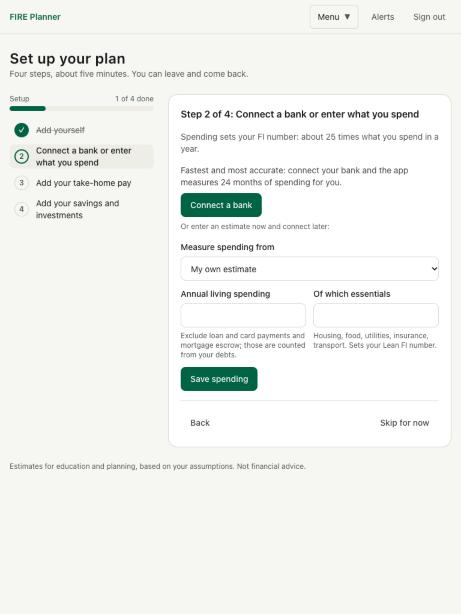 FIRE Planner
Menu ▼
Alerts
Sign out
Set up your plan
Four steps, about five minutes. You can leave and come back.
Setup
1 of 4 done
Add yourself
2
Connect a bank or enter
what you spend
3
Add your take-home pay
4
Add your savings and
investments
Step 2 of 4: Connect a bank or enter what you spend
Spending sets your FI number: about 25 times what you spend in a
year.
Fastest and most accurate: connect your bank and the app
measures 24 months of spending for you.
Connect a bank
Or enter an estimate now and connect later:
Measure spending from
My own estimate
Annual living spending
Exclude loan and card payments and
mortgage escrow; those are counted
from your debts.
Of which essentials
Housing, food, utilities, insurance,
transport. Sets your Lean FI number.
Save spending
Back
Skip for now
Estimates for education and planning, based on your assumptions. Not financial advice.